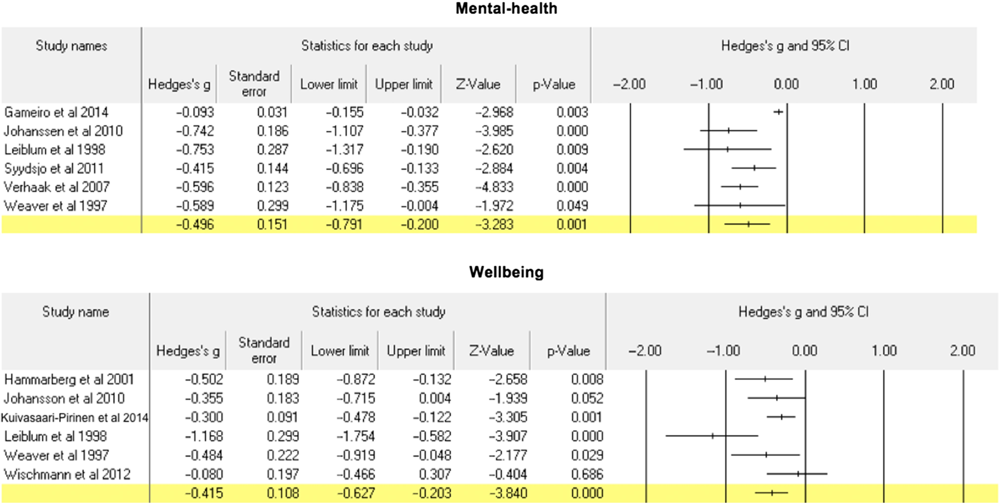 Mental-health
Study names Statistics for each study Hedges's g and 95% CI
Hedges's g Standard error Lower limit Upper limit Z-Value p-Value −2.00 −1.00 0.00 1.00 2.00
Gameiro et al 2014 −0.093 0.031 −0.155 −0.032 −2.968 0.003
Johanssen et al 2010 −0.742 0.186 −1.107 −0.377 −3.985 0.000
Leiblum et al 1998 −0.753 0.287 −1.317 −0.190 −2.620 0.009
Syydsjo et al 2011 −0.415 0.144 −0.696 −0.133 −2.884 0.004
Verhaak et al 2007 −0.596 0.123 −0.838 −0.355 −4.833 0.000
Weaver et al 1997 −0.589 0.299 −1.175 −0.004 −1.972 0.049
−0.496 0.151 −0.791 −0.200 −3.283 0.001
Wellbeing
Study name Statistics for each study Hedges's g and 95% CI
Hedges's g Standard error Lower limit Upper limit Z-Value p-Value −2.00 −1.00 0.00 1.00 2.00
Hammarberg et al 2001 −0.502 0.189 −0.872 −0.132 −2.658 0.008
Johansson et al 2010 −0.355 0.183 −0.715 0.004 −1.939 0.052
Kuivasaari-Pirinen et al 2014 −0.300 0.091 −0.478 −0.122 −3.305 0.001
Leiblum et al 1998 −1.168 0.299 −1.754 −0.582 −3.907 0.000
Weaver et al 1997 −0.484 0.222 −0.919 −0.048 −2.177 0.029
Wischmann et al 2012 −0.080 0.197 −0.466 0.307 −0.404 0.686
−0.415 0.108 −0.627 −0.203 −3.840 0.000